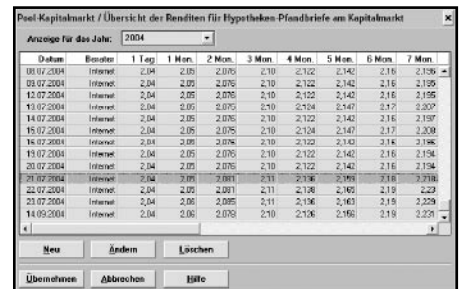 Pool-Kapitalmarkt / Übersicht der Renditen für Hypotheken-Pfandbriefe am Kapitalmarkt
Anzeige für das Jahr: 2004
Datum Benutzer 1 Tag 1 Mon. 2 Mon. 3 Mon. 4 Mon. 5 Mon. 6 Mon. 7 Mon.
08.07.2004 Internet 2,04 2,05 2,076 2,10 2,122 2,142 2,16 2,196
09.07.2004 Internet 2,04 2,05 2,076 2,10 2,122 2,142 2,16 2,195
12.07.2004 Internet 2,04 2,05 2,076 2,10 2,122 2,142 2,16 2,195
13.07.2004 Internet 2,04 2,05 2,075 2,10 2,124 2,147 2,17 2,207
14.07.2004 Internet 2,04 2,05 2,076 2,10 2,122 2,142 2,16 2,197
15.07.2004 Internet 2,04 2,05 2,075 2,10 2,124 2,147 2,17 2,208
16.07.2004 Internet 2,04 2,05 2,076 2,10 2,122 2,142 2,16 2,196
19.07.2004 Internet 2,04 2,05 2,076 2,10 2,122 2,142 2,16 2,194
20.07.2004 Internet 2,04 2,05 2,076 2,10 2,122 2,142 2,16 2,194
21.07.2004 Internet 2,04 2,05 2,081 2,11 2,136 2,159 2,18 2,218
22.07.2004 Internet 2,04 2,05 2,081 2,11 2,138 2,165 2,19 2,23
23.07.2004 Internet 2,04 2,06 2,085 2,11 2,136 2,163 2,19 2,229
14.09.2004 Internet 2,04 2,06 2,078 2,10 2,126 2,156 2,19 2,231
Neu Ändern Löschen
Übernehmen Abbrechen Hilfe